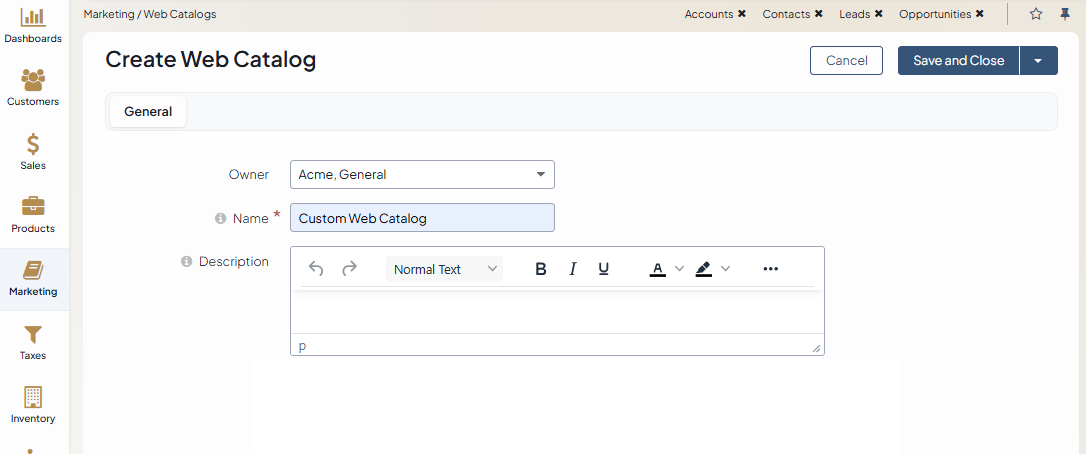 Marketing / Web Catalogs
Accounts ✖ Contacts ✖ Leads ✖ Opportunities ✖
Dashboards
Customers
Sales
Products
Marketing
Taxes
Inventory
Create Web Catalog
Cancel
Save and Close
General
Owner
Acme, General
Name *
Custom Web Catalog
Description
Normal Text
B I U A
p